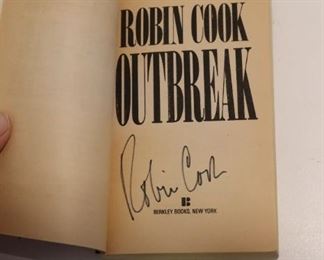 ROBIN COOK
OUTBREAK
Robin Cook
B
BERKLEY BOOKS, NEW YORK